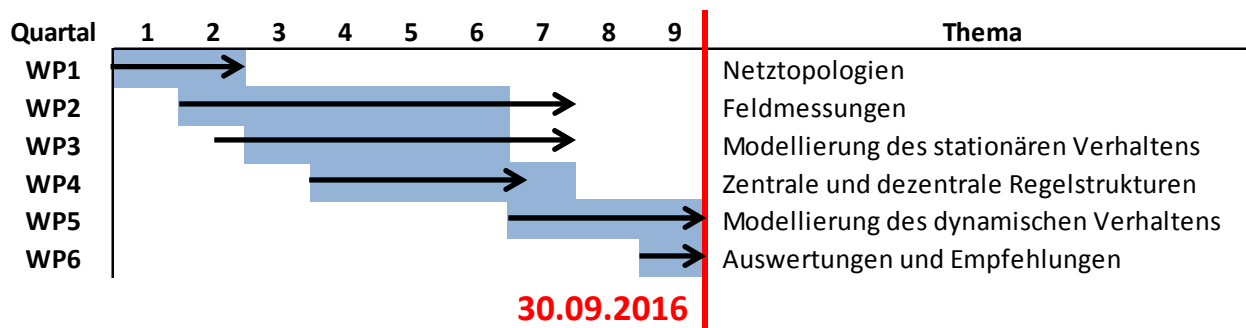 Quartal 1 2 3 4 5 6 7 8 9 Thema
WP1 Netztopologien
WP2 Feldmessungen
WP3 Modellierung des stationären Verhaltens
WP4 Zentrale und dezentrale Regelstrukturen
WP5 Modellierung des dynamischen Verhaltens
WP6 Auswertungen und Empfehlungen
30.09.2016